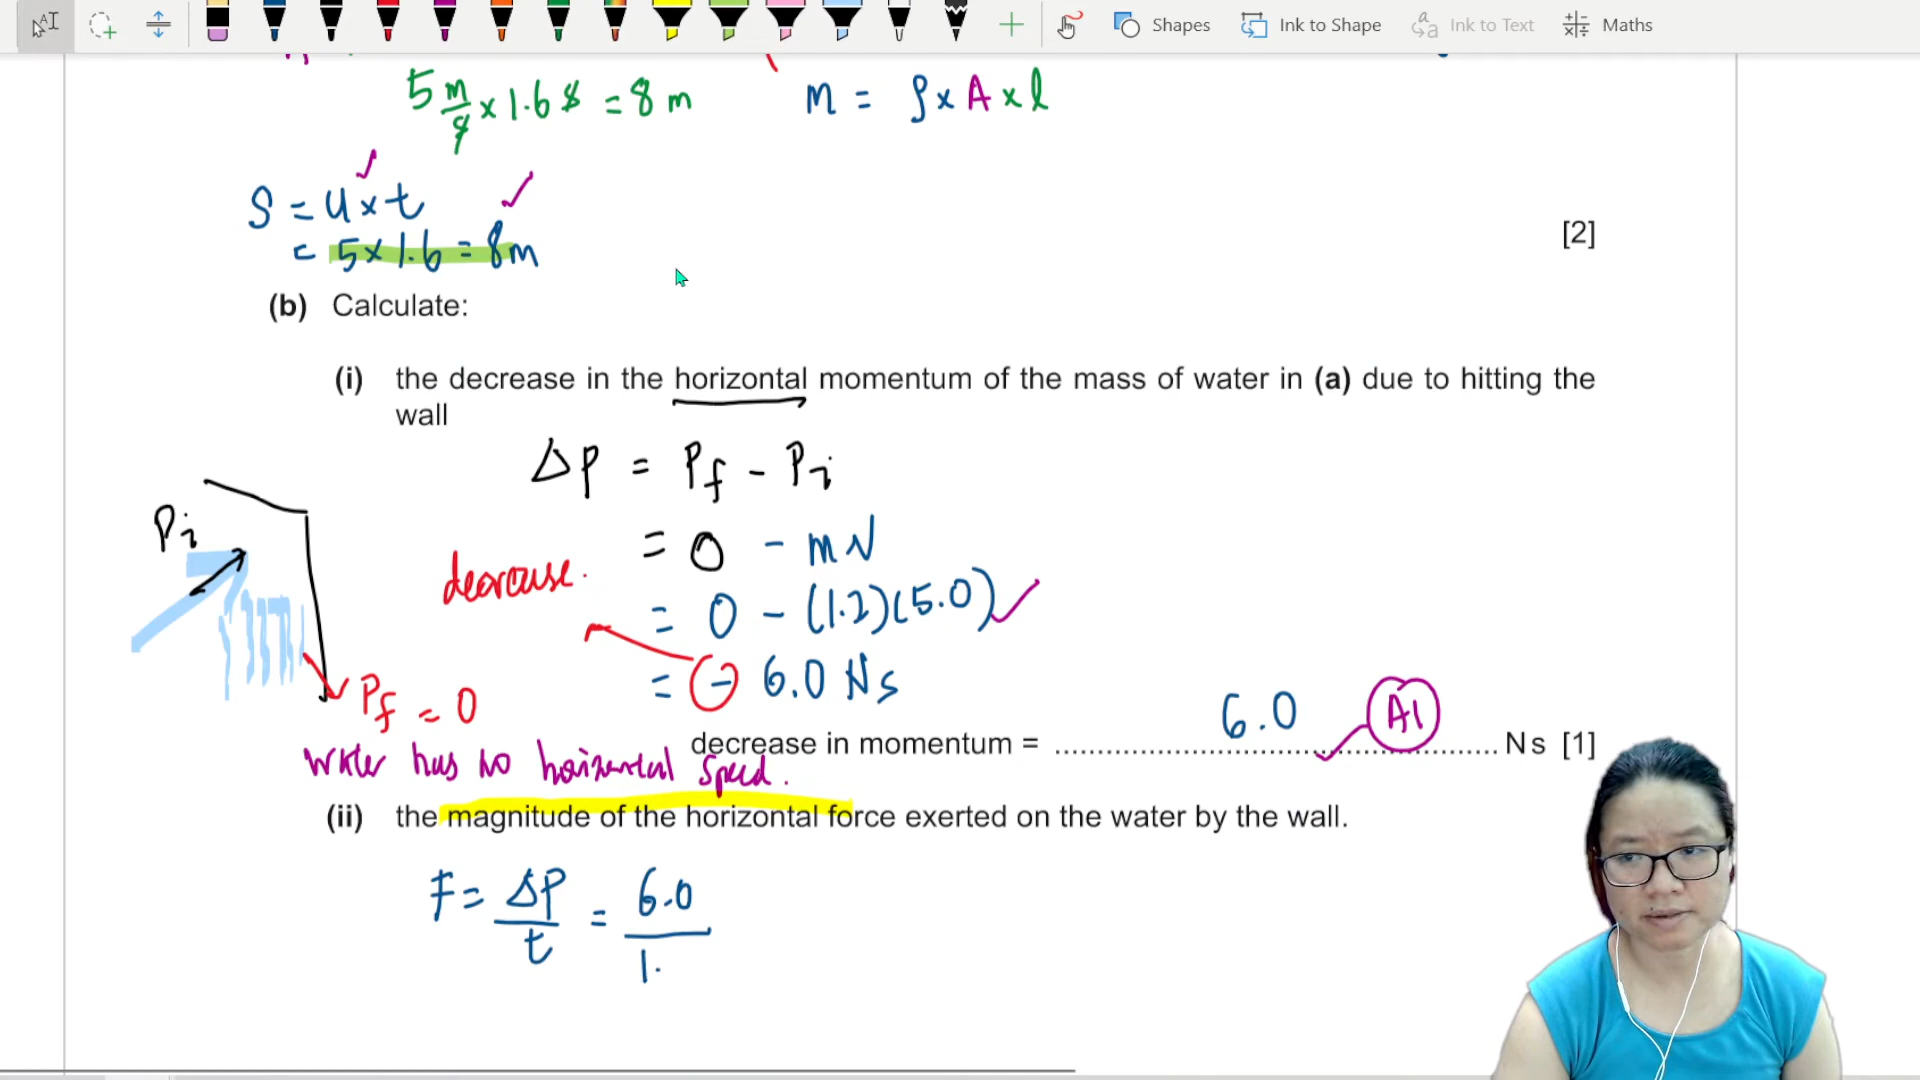 Shapes Ink to Shape Ink to Text Maths
5 m/s × 1.6 s = 8 m
m = ρ × A × l
S = u × t
= 5 × 1.6 = 8m
[2]
(b) Calculate:
(i) the decrease in the horizontal momentum of the mass of water in (a) due to hitting the
wall
ΔP = Pf - Pi
Pi
= 0 - mv
decrease.
= 0 - (1.2)(5.0)
= - 6.0 Ns
Pf = 0
6.0
A1
decrease in momentum = .......... N s [1]
Water has no horizontal speed.
(ii) the magnitude of the horizontal force exerted on the water by the wall.
F = ΔP/t = 6.0/1.